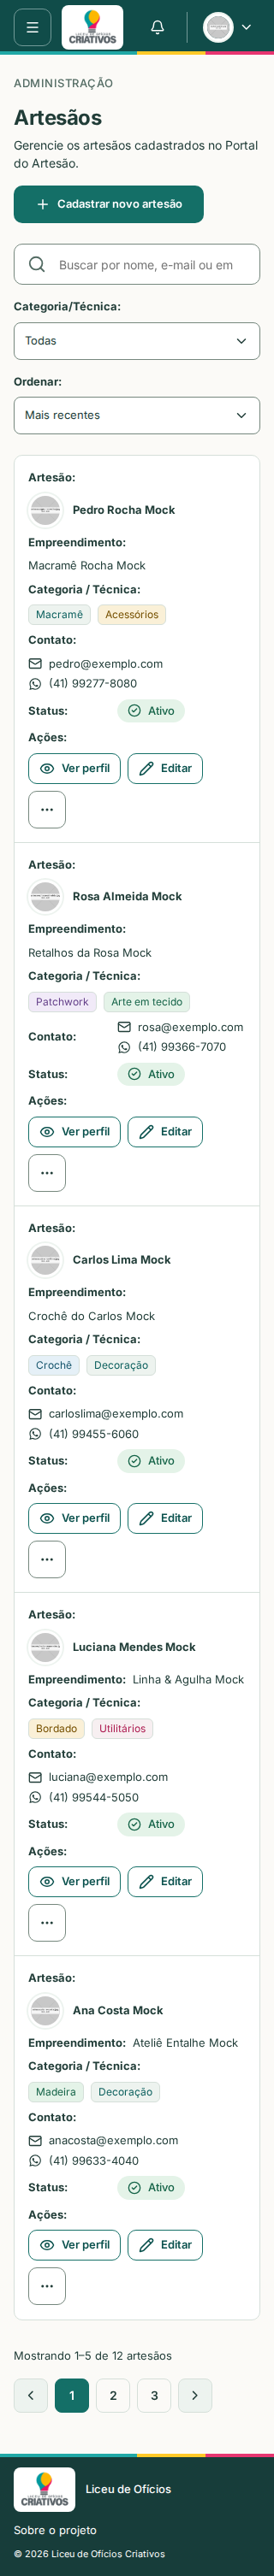 LICEU DE OFÍCIOS
CRIATIVOS
ADMINISTRAÇÃO
Artesãos
Gerencie os artesãos cadastrados no Portal
do Artesão.
Cadastrar novo artesão
Buscar por nome, e-mail ou em
Categoria/Técnica:
Todas
Ordenar:
Mais recentes
Artesão:
Pedro Rocha Mock
Empreendimento:
Macramê Rocha Mock
Categoria / Técnica:
Macramê Acessórios
Contato:
pedro@exemplo.com
(41) 99277-8080
Status: Ativo
Ações:
Ver perfil Editar
...
Artesão:
Rosa Almeida Mock
Empreendimento:
Retalhos da Rosa Mock
Categoria / Técnica:
Patchwork Arte em tecido
Contato: rosa@exemplo.com
(41) 99366-7070
Status: Ativo
Ações:
Ver perfil Editar
...
Artesão:
Carlos Lima Mock
Empreendimento:
Crochê do Carlos Mock
Categoria / Técnica:
Crochê Decoração
Contato:
carloslima@exemplo.com
(41) 99455-6060
Status: Ativo
Ações:
Ver perfil Editar
...
Artesão:
Luciana Mendes Mock
Empreendimento: Linha & Agulha Mock
Categoria / Técnica:
Bordado Utilitários
Contato:
luciana@exemplo.com
(41) 99544-5050
Status: Ativo
Ações:
Ver perfil Editar
...
Artesão:
Ana Costa Mock
Empreendimento: Ateliê Entalhe Mock
Categoria / Técnica:
Madeira Decoração
Contato:
anacosta@exemplo.com
(41) 99633-4040
Status: Ativo
Ações:
Ver perfil Editar
...
Mostrando 1–5 de 12 artesãos
1 2 3
LICEU DE OFÍCIOS
CRIATIVOS
Liceu de Ofícios
Sobre o projeto
© 2026 Liceu de Ofícios Criativos